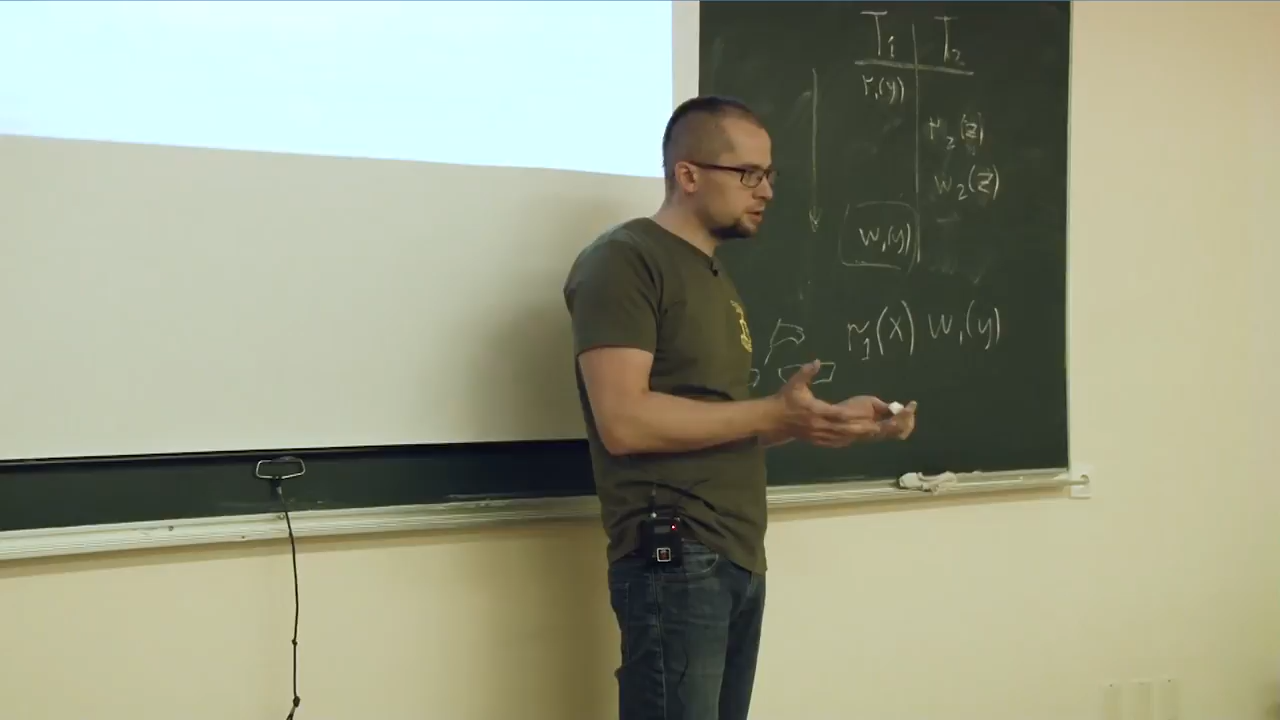 T₁ T₂
r₁(y)
r₂(z)
w₂(z)
w₁(y)
r₁(x) w₁(y)